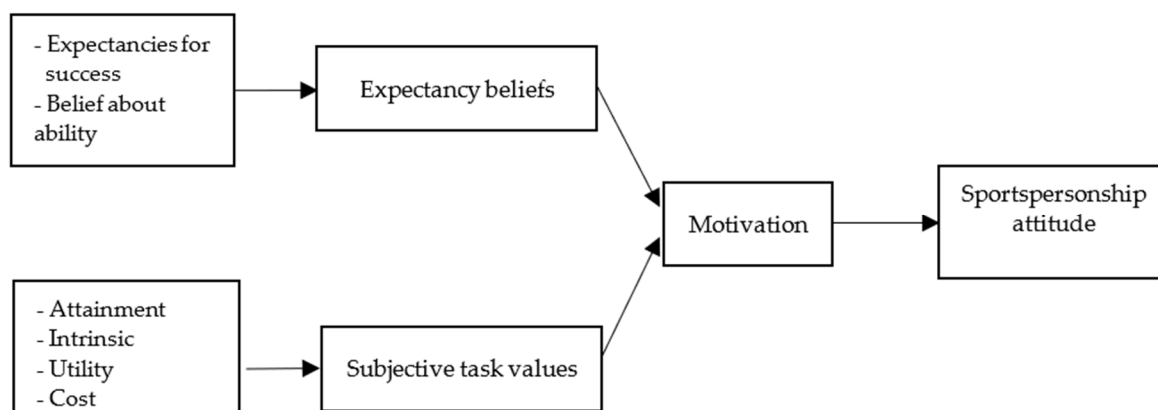 - Expectancies for
success
- Belief about
ability
Expectancy beliefs
Motivation
Sportspersonship
attitude
- Attainment
- Intrinsic
- Utility
- Cost
Subjective task values